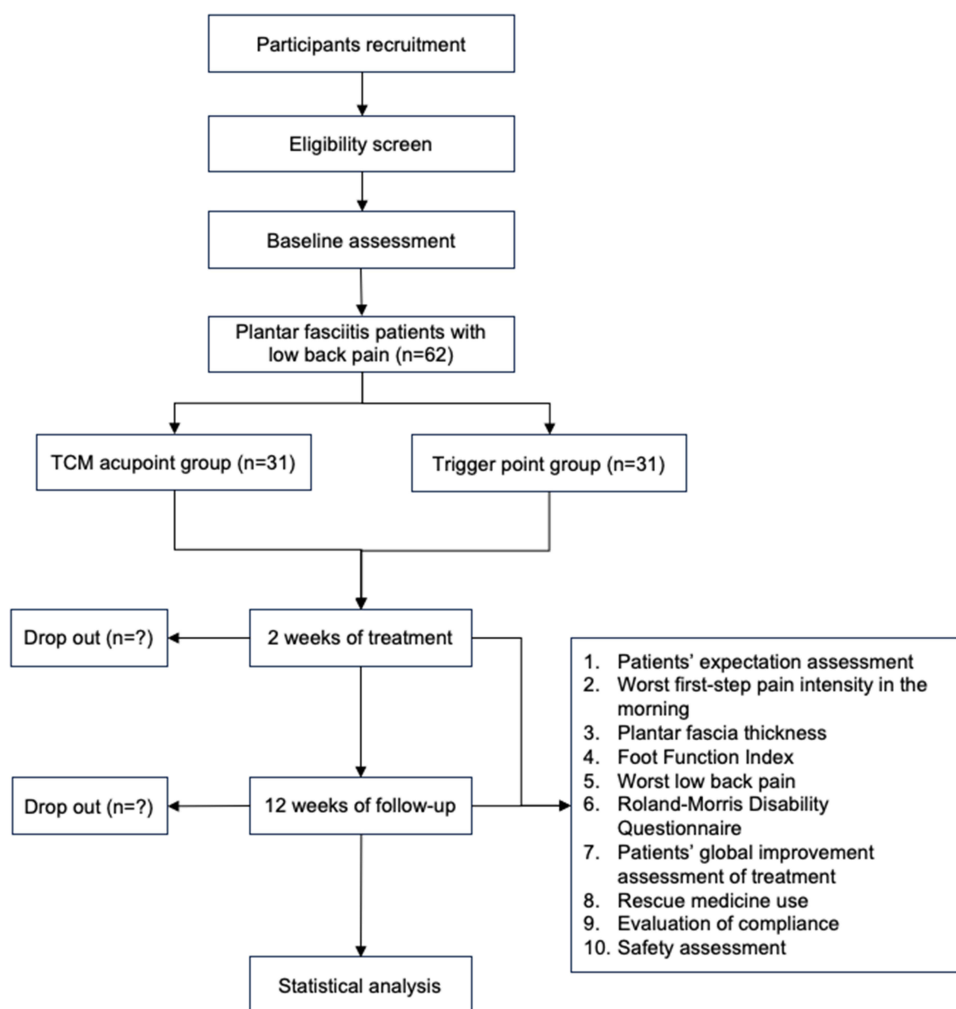 Participants recruitment
Eligibility screen
Baseline assessment
Plantar fasciitis patients with
low back pain (n=62)
TCM acupoint group (n=31)
Trigger point group (n=31)
Drop out (n=?)
2 weeks of treatment
1. Patients’ expectation assessment
2. Worst first-step pain intensity in the
morning
3. Plantar fascia thickness
4. Foot Function Index
5. Worst low back pain
6. Roland-Morris Disability
Questionnaire
7. Patients’ global improvement
assessment of treatment
8. Rescue medicine use
9. Evaluation of compliance
10. Safety assessment
Drop out (n=?)
12 weeks of follow-up
Statistical analysis